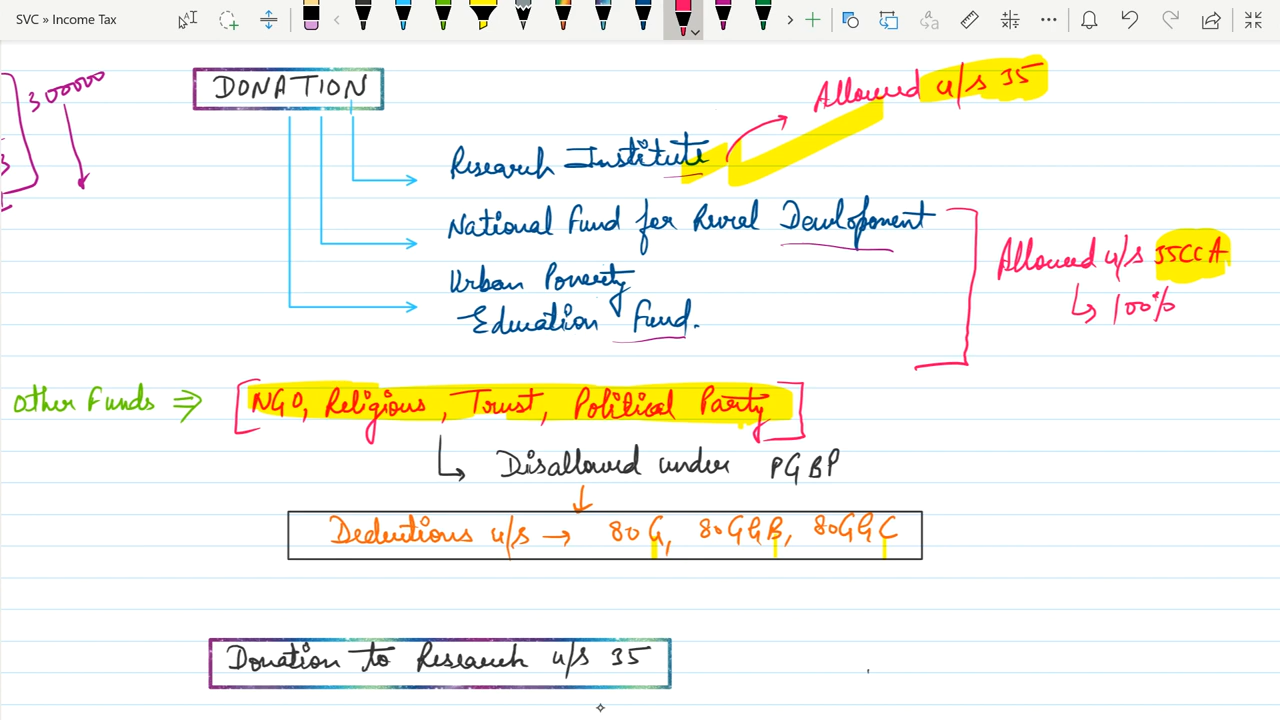 SVC » Income Tax
300000
DONATION
Allowed u/s 35
Research Institute
National Fund for Rural Development
Allowed u/s 35CCA
↳ 100%
Urban Poverty
Education Fund.
Other Funds ⇒ [NGO, Religious, Trust, Political Party]
↳ Disallowed under PGBP
Deductions u/s → 80G, 80GGB, 80GGC
Donation to Research u/s 35